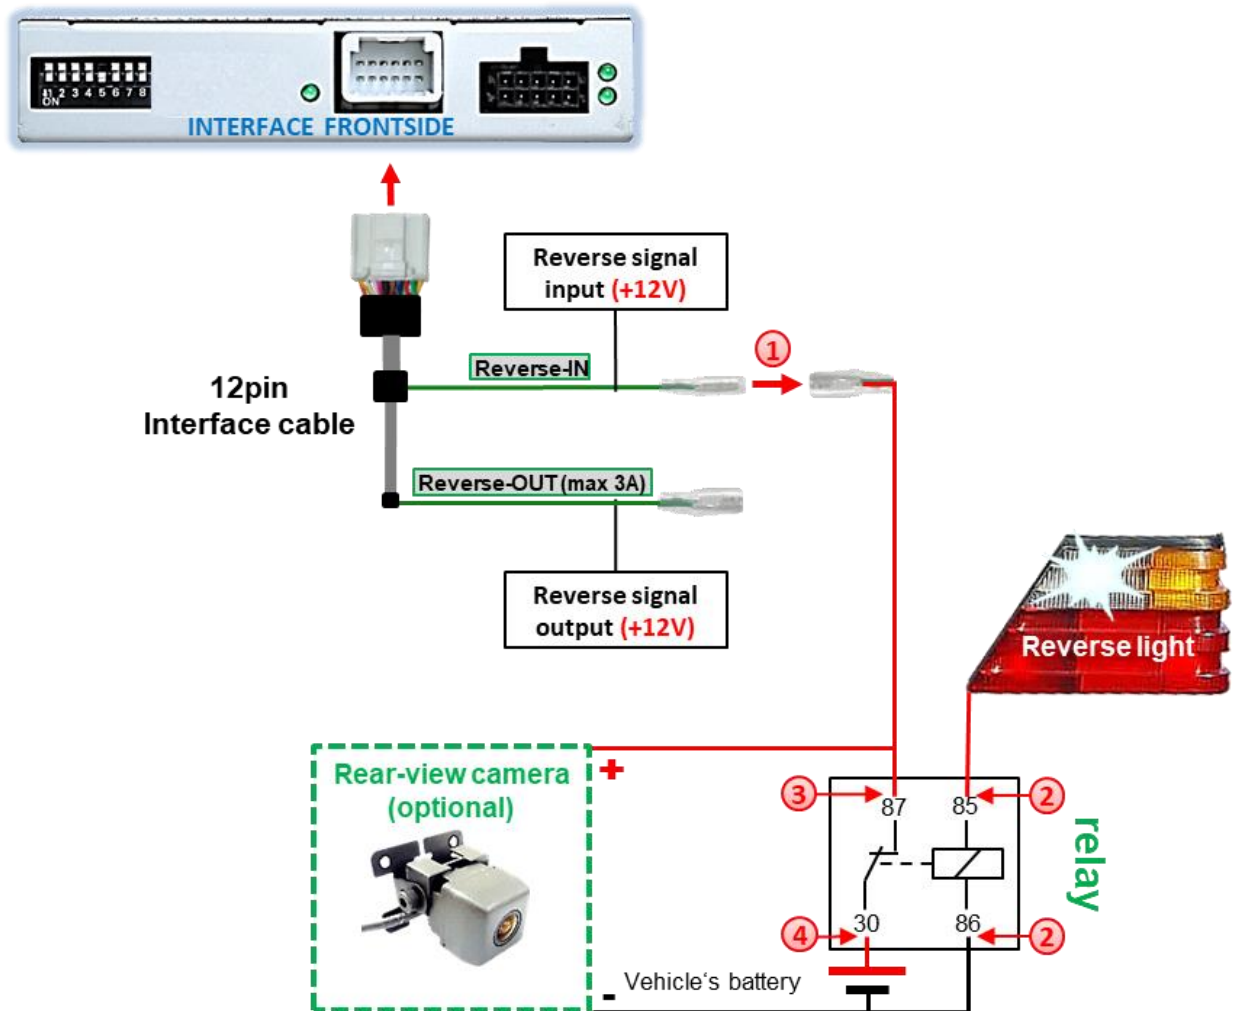 1 2 3 4 5 6 7 8
ON
INTERFACE FRONTSIDE
Reverse signal
input (+12V)
Reverse-IN
1
12pin
Interface cable
Reverse-OUT (max 3A)
Reverse signal
output (+12V)
Reverse light
Rear-view camera
(optional)
+
3
87
85
2
relay
4
30
86
2
Vehicle‘s battery
-